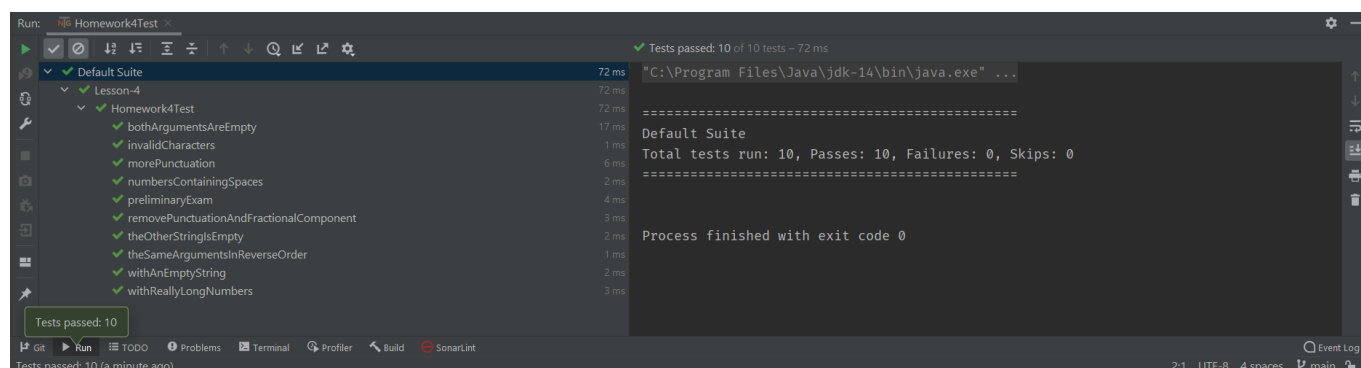 Run: Homework4Test
Tests passed: 10 of 10 tests – 72 ms
Default Suite 72 ms
Lesson-4 72 ms
Homework4Test 72 ms
bothArgumentsAreEmpty 17 ms
invalidCharacters 1 ms
morePunctuation 6 ms
numbersContainingSpaces 2 ms
preliminaryExam 4 ms
removePunctuationAndFractionalComponent 3 ms
theOtherStringIsEmpty 2 ms
theSameArgumentsInReverseOrder 1 ms
withAnEmptyString 2 ms
withReallyLongNumbers 3 ms
"C:\Program Files\Java\jdk-14\bin\java.exe" ...
===============================================
Default Suite
Total tests run: 10, Passes: 10, Failures: 0, Skips: 0
===============================================
Process finished with exit code 0
Tests passed: 10
Git Run TODO Problems Terminal Profiler Build SonarLint Event Log
Tests passed: 10 (a minute ago) 2:1 UTF-8 4 spaces main